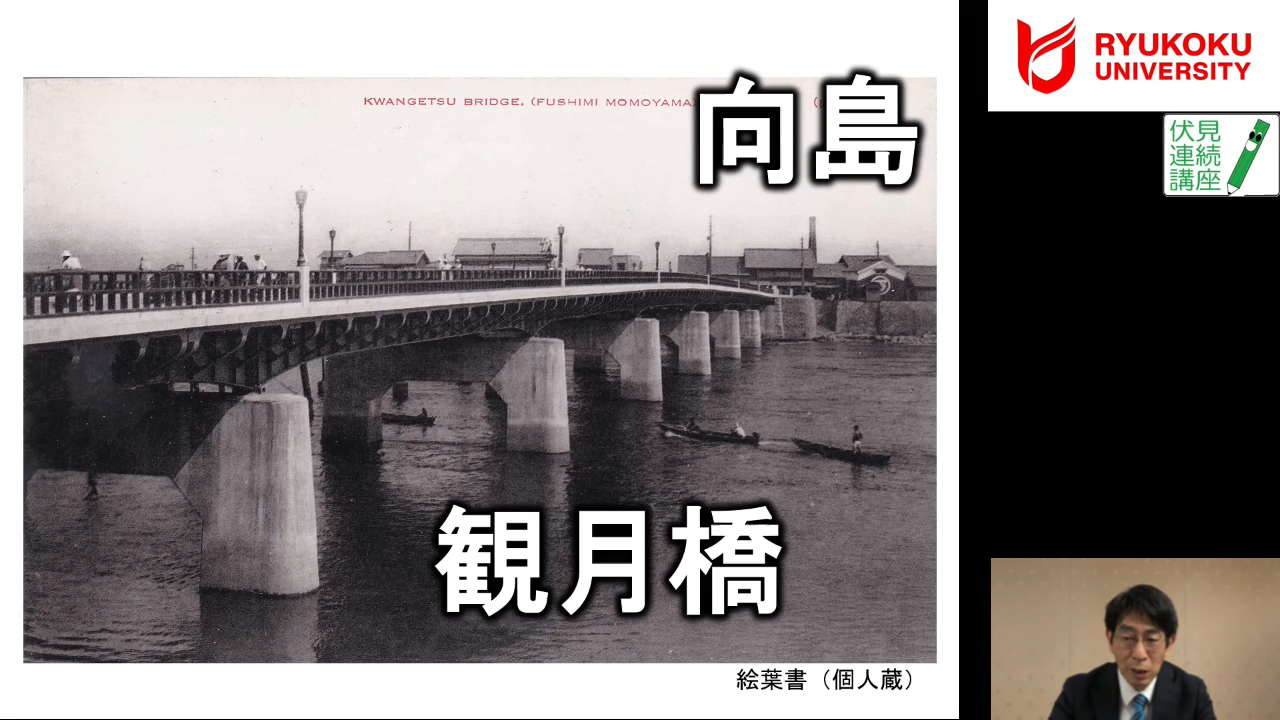 KWANGETSU BRIDGE, (FUSHIMI MOMOYAMA)
向島
観月橋
絵葉書（個人蔵）
RYUKOKU
UNIVERSITY
伏見
連続
講座